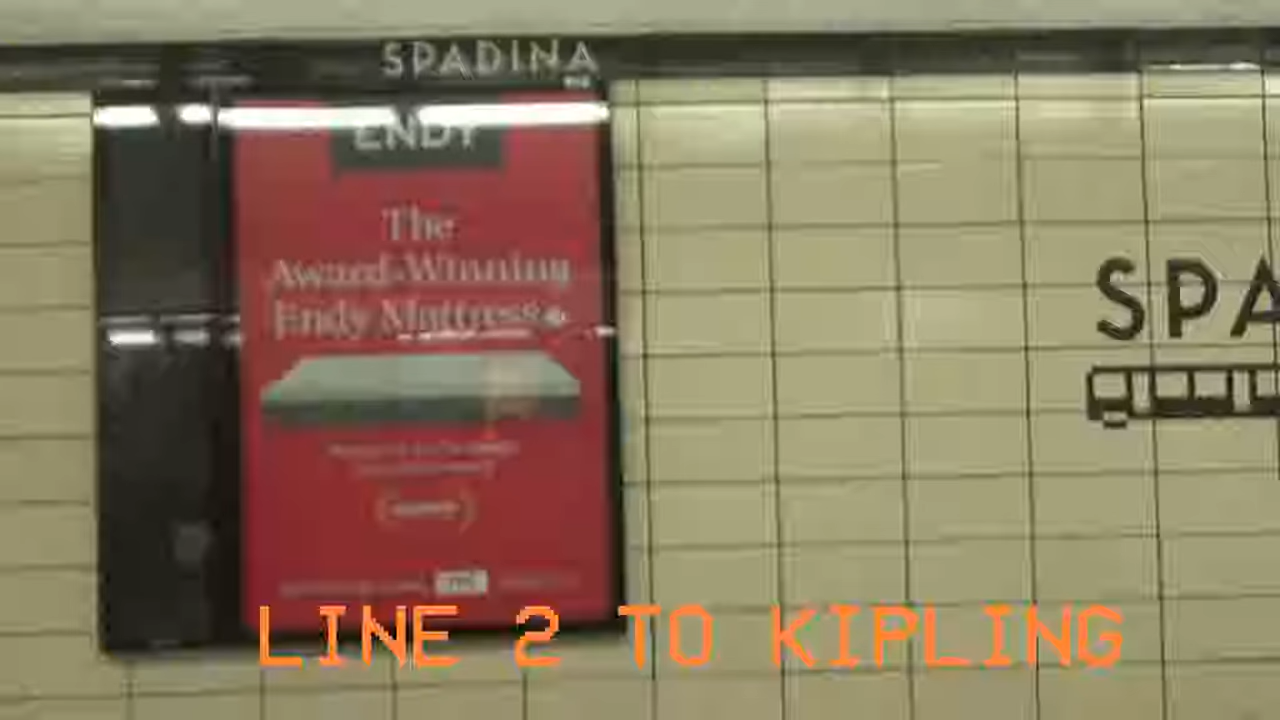 SPADINA
ENDY
The
Award-Winning
Endy Mattress
SPA
LINE 2 TO KIPLING